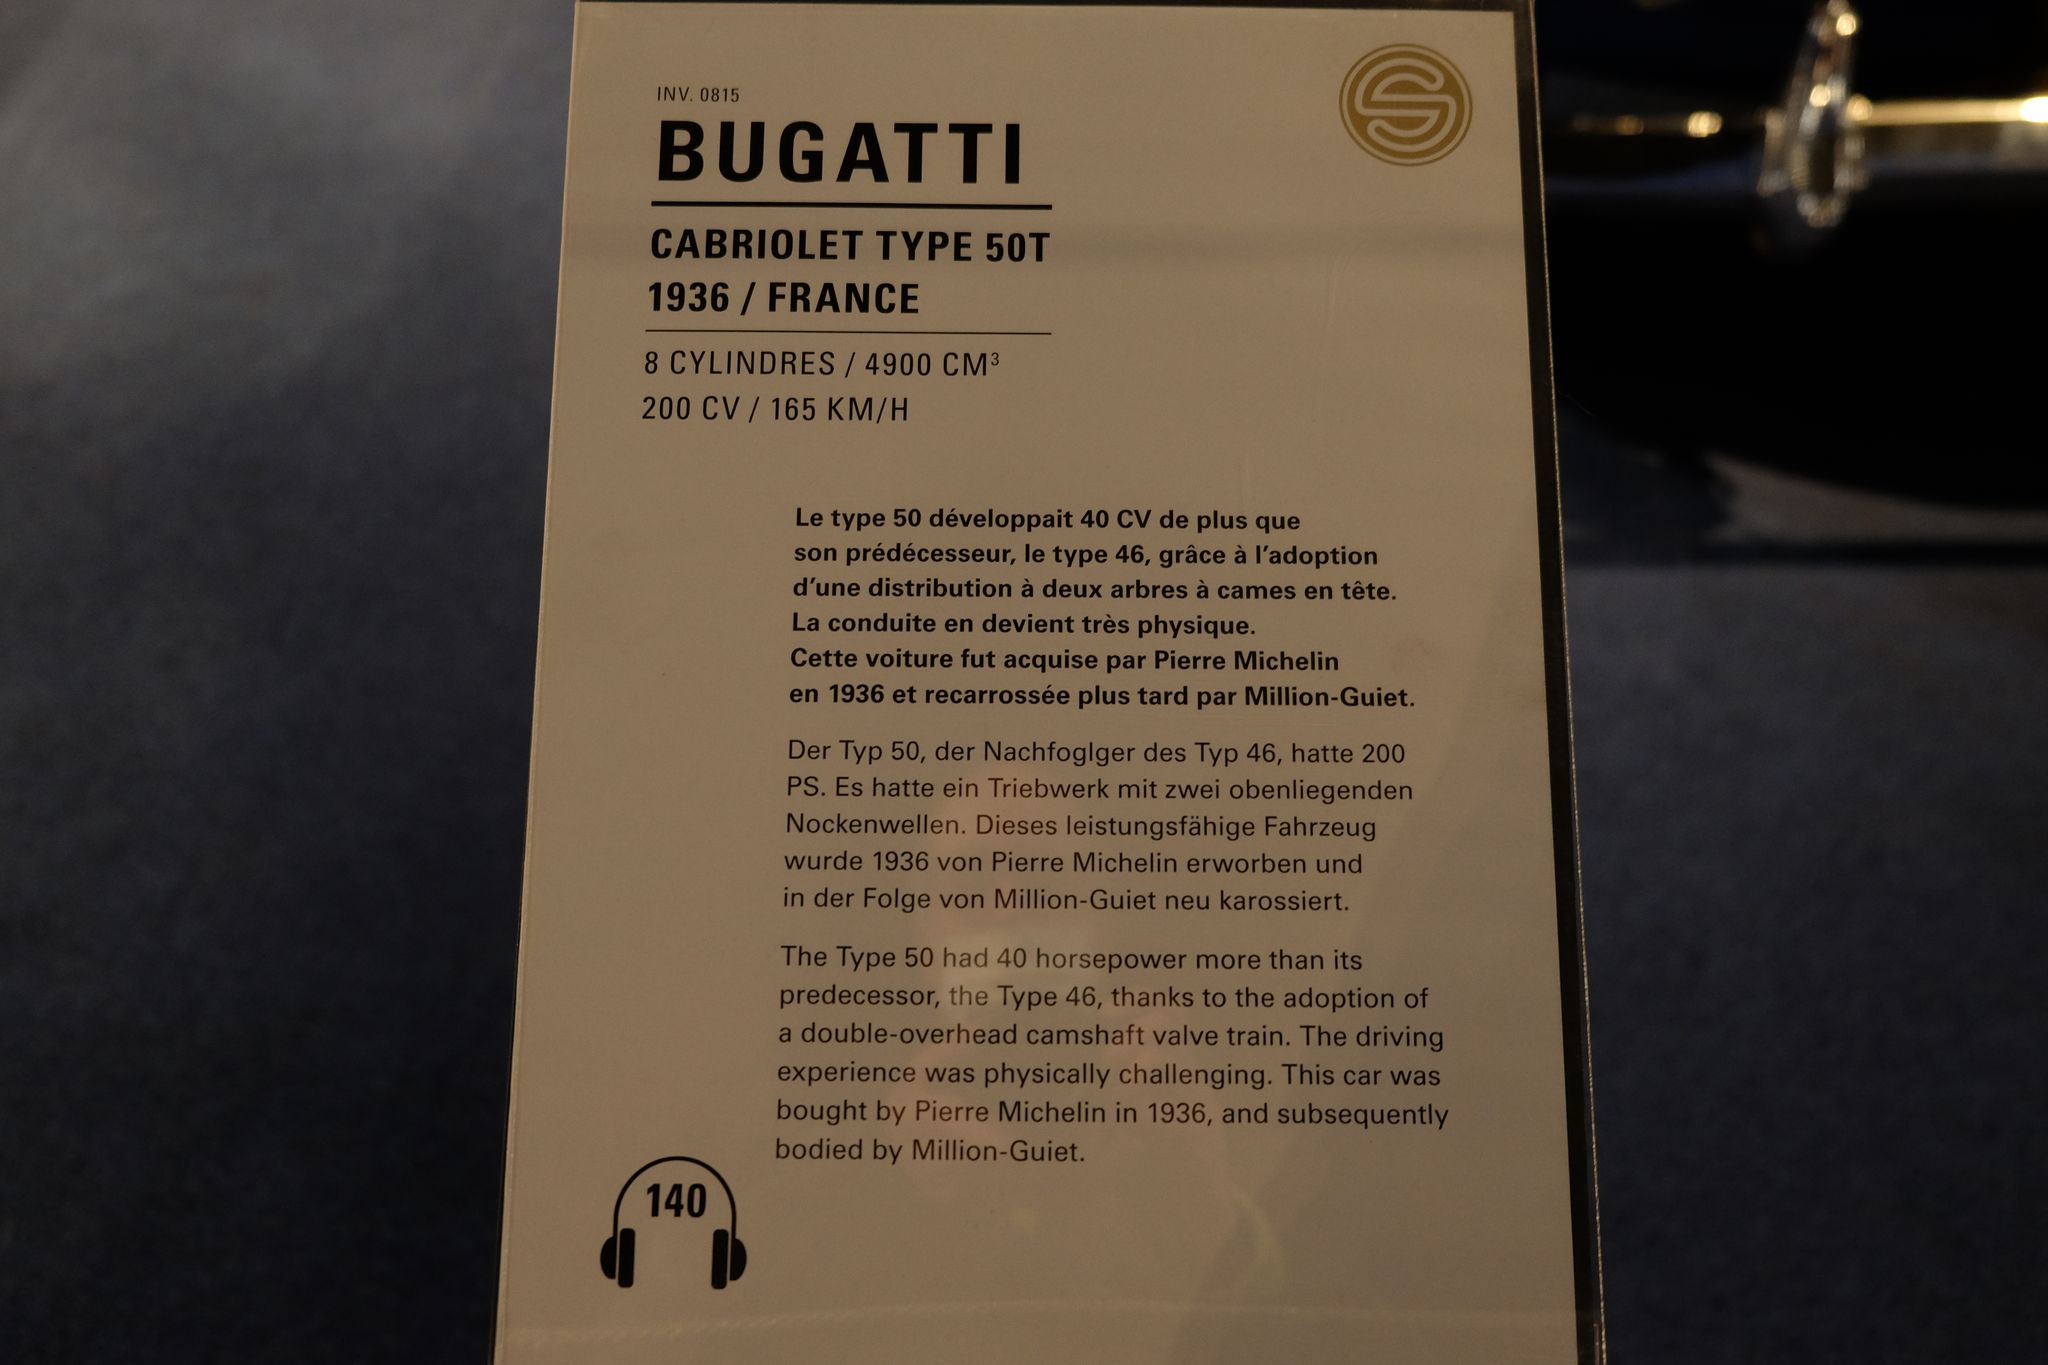 INV. 0815
BUGATTI
CABRIOLET TYPE 50T
1936 / FRANCE
8 CYLINDRES / 4900 CM³
200 CV / 165 KM/H
Le type 50 développait 40 CV de plus que
son prédécesseur, le type 46, grâce à l'adoption
d'une distribution à deux arbres à cames en tête.
La conduite en devient très physique.
Cette voiture fut acquise par Pierre Michelin
en 1936 et recarrossée plus tard par Million-Guiet.
Der Typ 50, der Nachfoglger des Typ 46, hatte 200
PS. Es hatte ein Triebwerk mit zwei obenliegenden
Nockenwellen. Dieses leistungsfähige Fahrzeug
wurde 1936 von Pierre Michelin erworben und
in der Folge von Million-Guiet neu karossiert.
The Type 50 had 40 horsepower more than its
predecessor, the Type 46, thanks to the adoption of
a double-overhead camshaft valve train. The driving
experience was physically challenging. This car was
bought by Pierre Michelin in 1936, and subsequently
bodied by Million-Guiet.
140